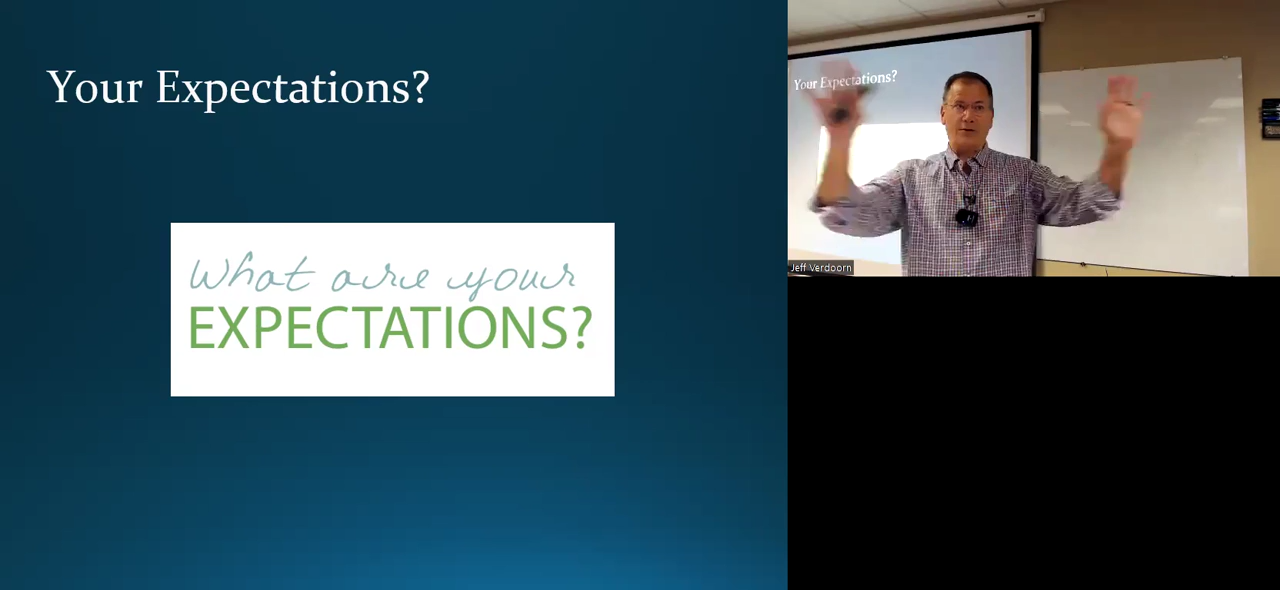 Your Expectations?
What are your
EXPECTATIONS?
Your Expectations?
Jeff Verdoorn